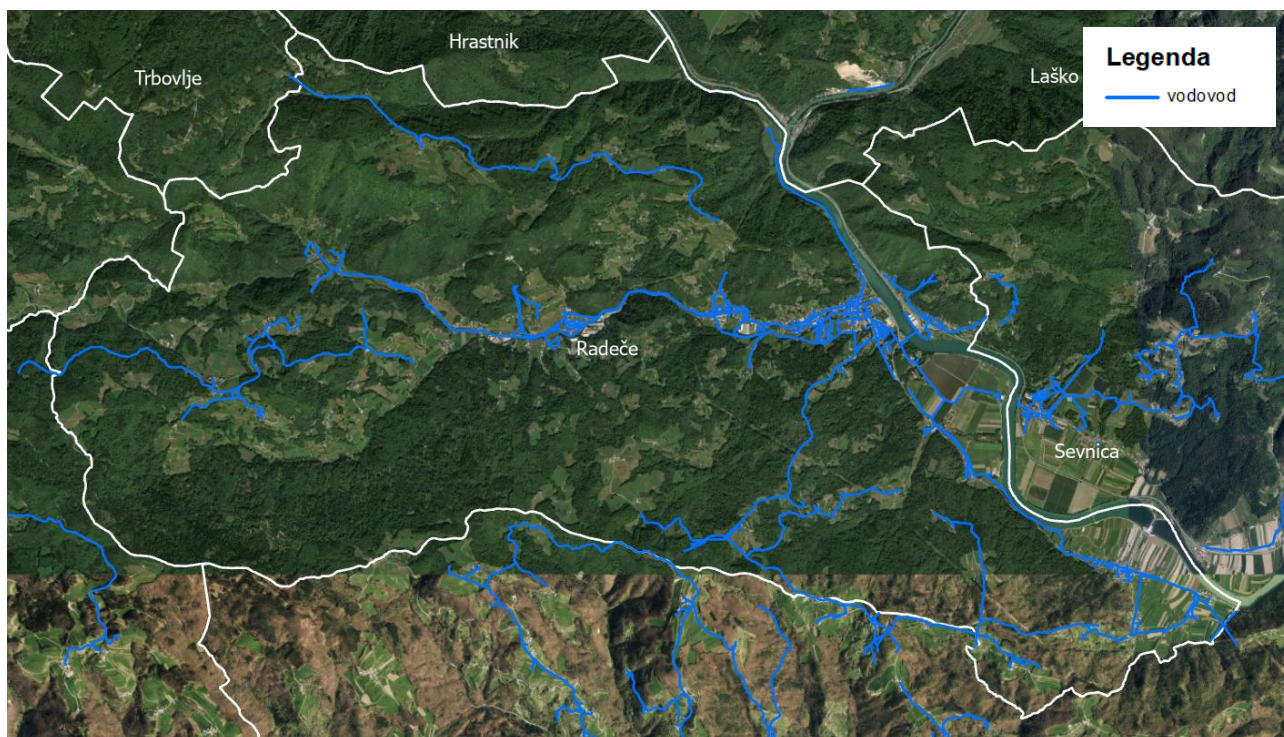 Hrastnik
Trbovlje
Laško
Legenda
vodovod
Radeče
Sevnica